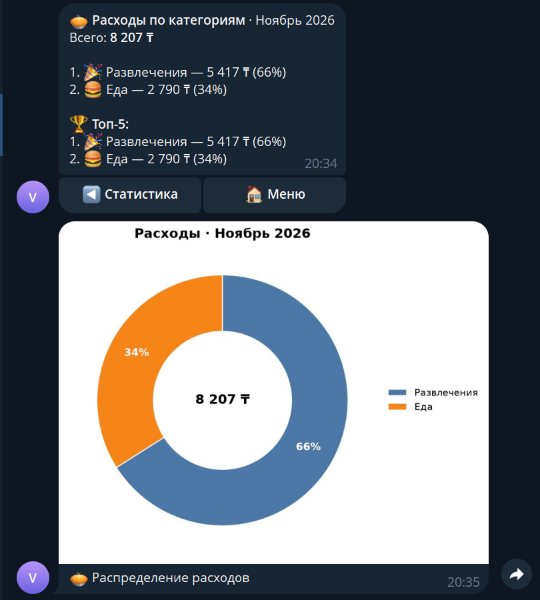 🥧 Расходы по категориям · Ноябрь 2026
Всего: 8 207 ₸
1. 🎉 Развлечения — 5 417 ₸ (66%)
2. 🍔 Еда — 2 790 ₸ (34%)
🏆 Топ-5:
1. 🎉 Развлечения — 5 417 ₸ (66%)
2. 🍔 Еда — 2 790 ₸ (34%)
20:34
V
◀️ Статистика
🏠 Меню
Расходы · Ноябрь 2026
34%
8 207 ₸
66%
Развлечения
Еда
V
🥧 Распределение расходов
20:35